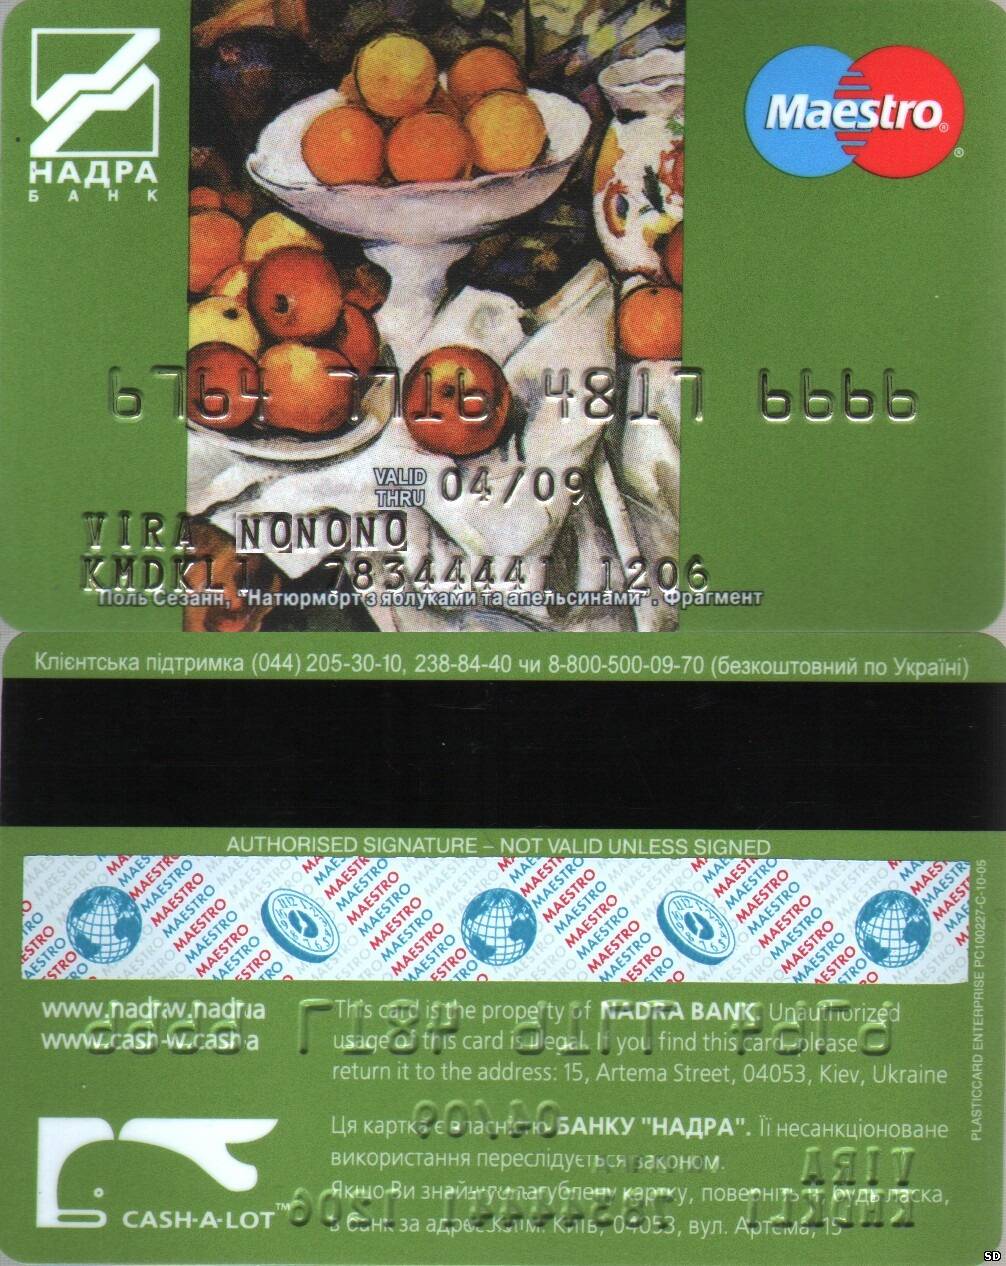 НАДРА
БАНК
Maestro
6764 7716 4817 6666
VALID
THRU 04/09
VIRA NONONO
KMDKL1 78344441 1206
Поль Сезанн, "Натюрморт з яблуками та апельсинами". Фрагмент
Клієнтська підтримка (044) 205-30-10, 238-84-40 чи 8-800-500-09-70 (безкоштовний по Україні)
AUTHORISED SIGNATURE – NOT VALID UNLESS SIGNED
MAESTRO MAESTRO MAESTRO
PLASTICCARD ENTERPRISE PC100227-C-10-05
This card is the property of NADRA BANK. Unauthorized
usage of this card is illegal. If you find this card, please
return it to the address: 15, Artema Street, 04053, Kiev, Ukraine
Ця картка є власністю БАНКУ "НАДРА". Її несанкціоноване
використання переслідується законом.
Якщо Ви знайшли загублену картку, поверніть її, будь ласка,
в банк за адресою: м. Київ, 04053, вул. Артема, 15
CASH-A-LOT™
SD